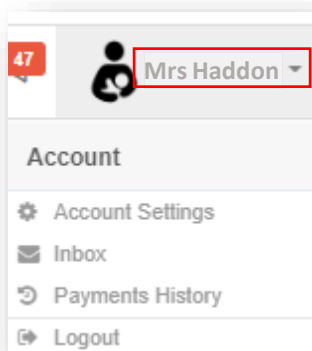 47
Mrs Haddon
Account
Account Settings
Inbox
Payments History
Logout